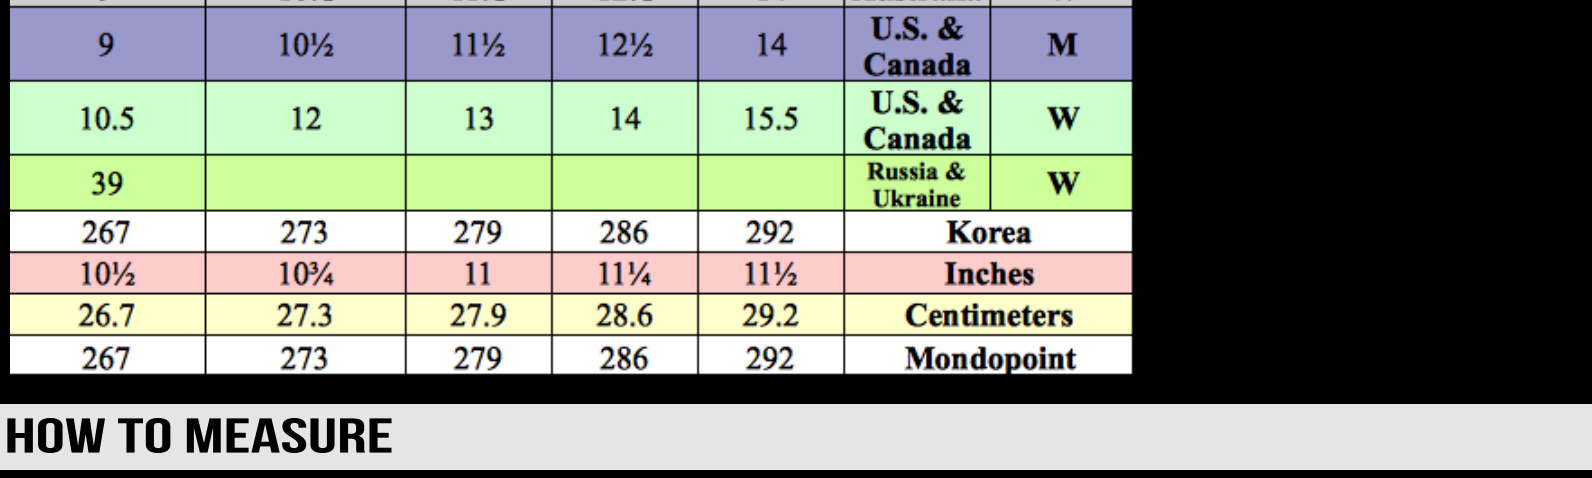 9 10½ 11½ 12½ 14 U.S. & Canada M
10.5 12 13 14 15.5 U.S. & Canada W
39 Russia & Ukraine W
267 273 279 286 292 Korea
10½ 10¾ 11 11¼ 11½ Inches
26.7 27.3 27.9 28.6 29.2 Centimeters
267 273 279 286 292 Mondopoint
HOW TO MEASURE